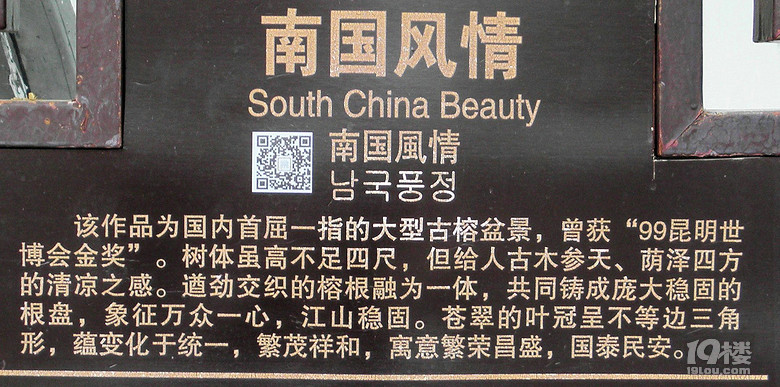 南国风情
South China Beauty
南国風情
남국풍정
该作品为国内首屈一指的大型古榕盆景，曾获“99昆明世
博会金奖”。树体虽高不足四尺，但给人古木参天、荫泽四方
的清凉之感。遒劲交织的榕根融为一体，共同铸成庞大稳固的
根盘，象征万众一心，江山稳固。苍翠的叶冠呈不等边三角
形，蕴变化于统一，繁茂祥和，寓意繁荣昌盛，国泰民安。
19楼
19lou.com